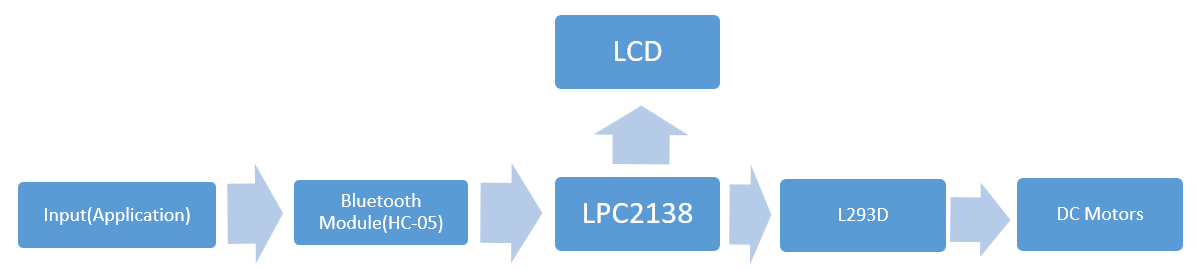 LCD
Input(Application)
Bluetooth
Module(HC-05)
LPC2138
L293D
DC Motors